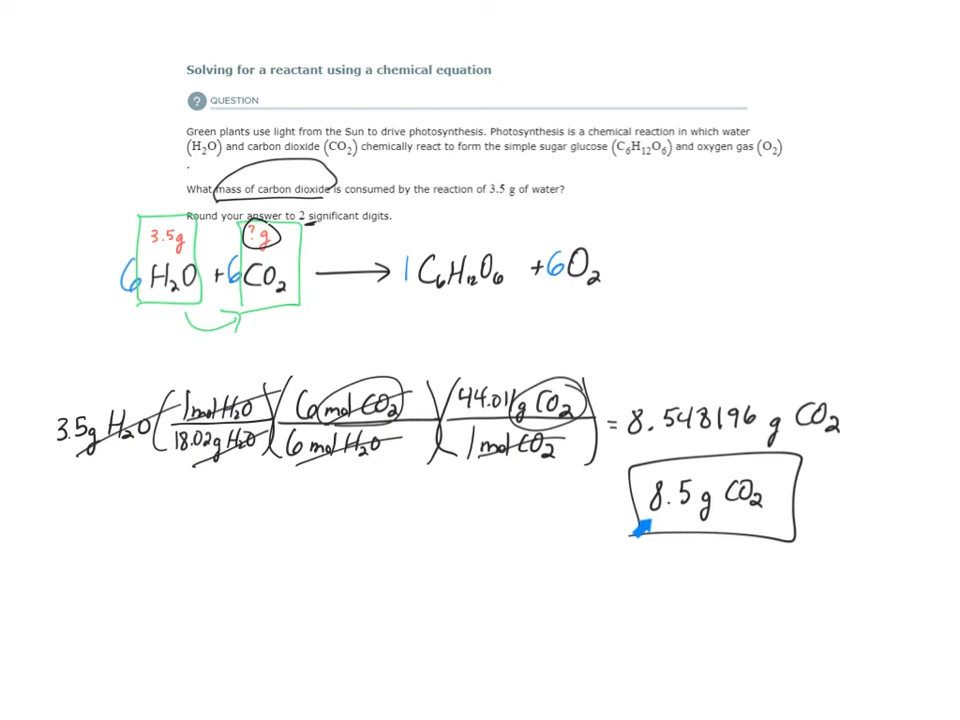 Solving for a reactant using a chemical equation
? QUESTION
Green plants use light from the Sun to drive photosynthesis. Photosynthesis is a chemical reaction in which water
(H₂O) and carbon dioxide (CO₂) chemically react to form the simple sugar glucose (C₆H₁₂O₆) and oxygen gas (O₂)
.
What mass of carbon dioxide is consumed by the reaction of 3.5 g of water?
Round your answer to 2 significant digits.
3.5g ? g
6 H₂O + 6 CO₂ ⟶ 1 C₆H₁₂O₆ + 6 O₂
3.5g H₂O (1 mol H₂O / 18.02g H₂O) (6 mol CO₂ / 6 mol H₂O) (44.011g CO₂ / 1 mol CO₂) = 8.548196 g CO₂
8.5 g CO₂